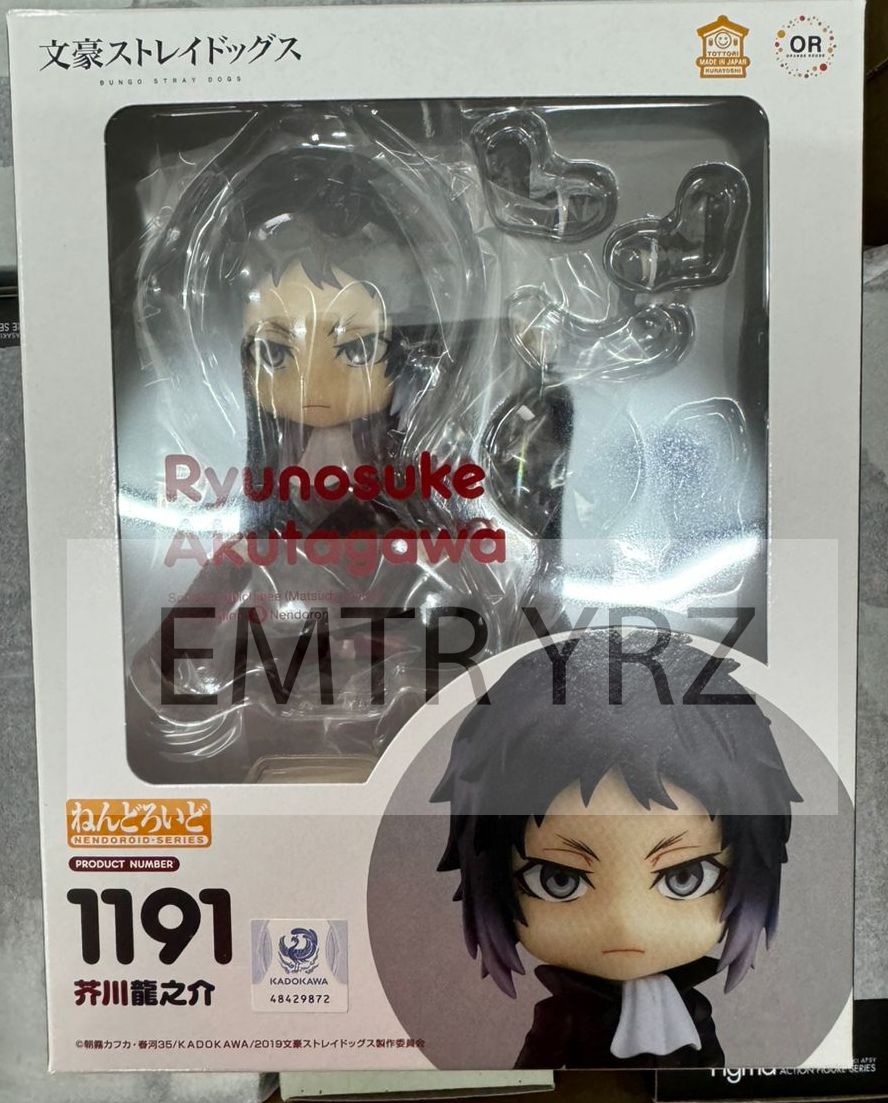 文豪ストレイドッグス
BUNGO STRAY DOGS
TOTTORI
MADE IN JAPAN
KURAYOSHI
OR
ORANGE ROUGE
Ryunosuke
Akutagawa
Nendoron
EMTRYRZ
ねんどろいど
NENDOROID-SERIES
PRODUCT NUMBER
1191
芥川龍之介
KADOKAWA
48429872
©朝霧カフカ・春河35/KADOKAWA/2019文豪ストレイドッグス製作委員会
figma ACTION FIGURE SERIES